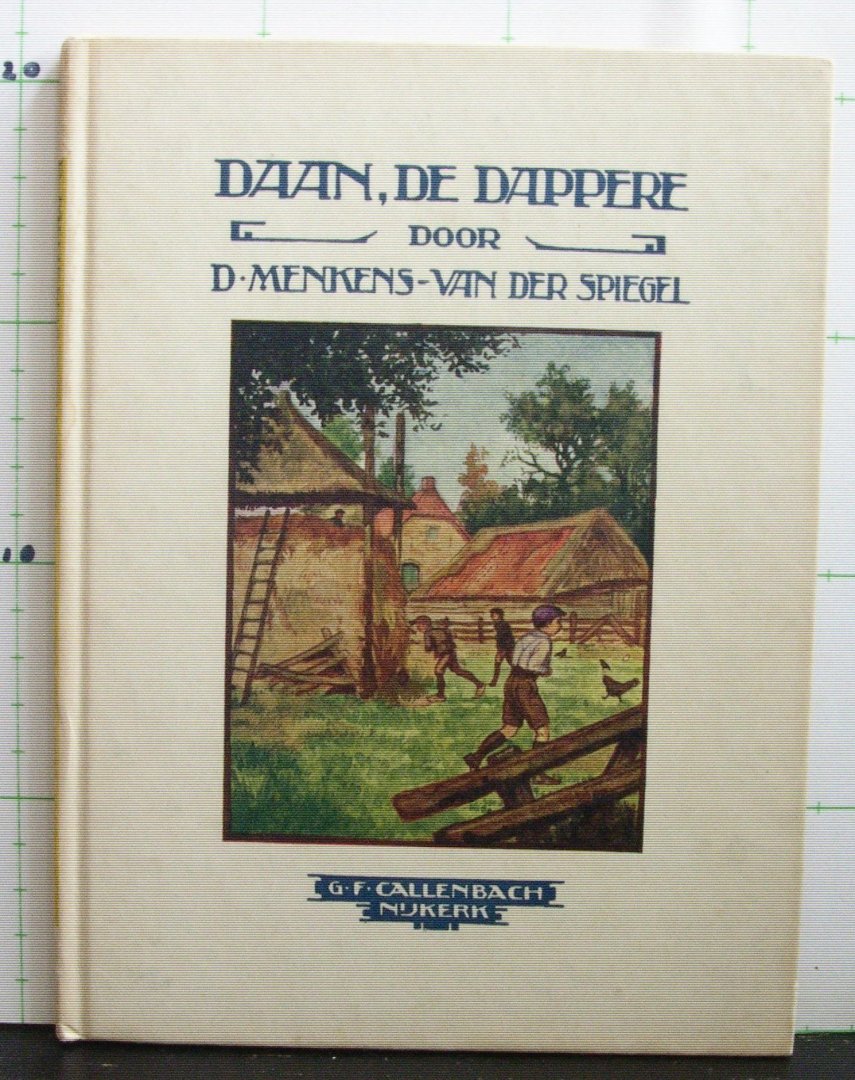 20
DAAN, DE DAPPERE
DOOR
D. MENKENS-VAN DER SPIEGEL
10
G.F. CALLENBACH
NIJKERK